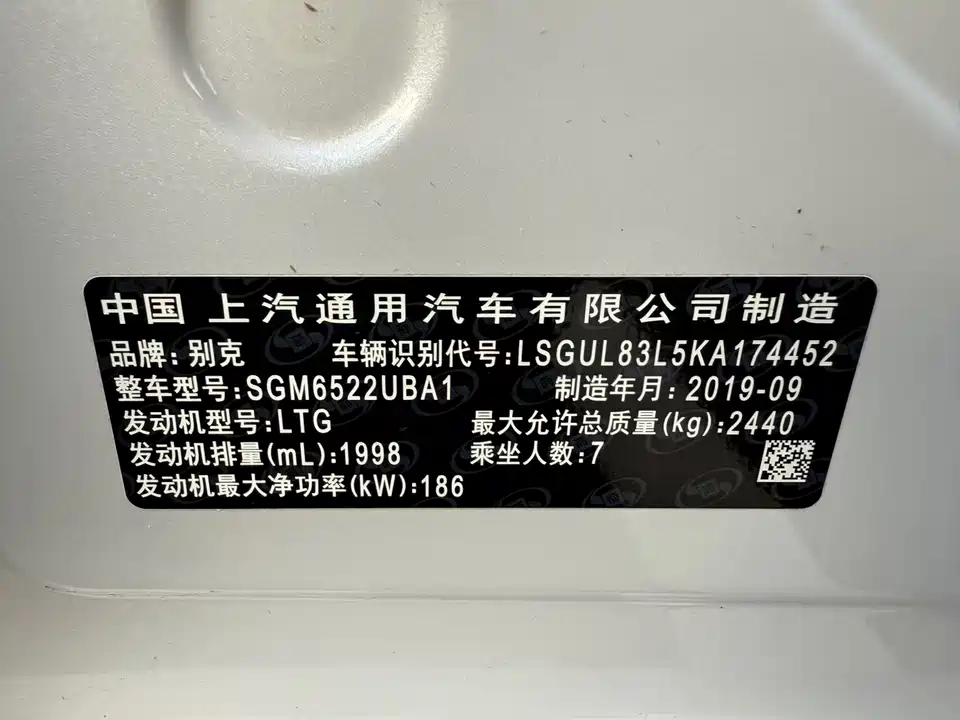 中国 上汽通用汽车有限公司制造
品牌: 别克 车辆识别代号:LSGUL83L5KA174452
整车型号:SGM6522UBA1 制造年月: 2019-09
发动机型号:LTG 最大允许总质量(kg):2440
发动机排量(mL):1998 乘坐人数:7
发动机最大净功率(kW):186